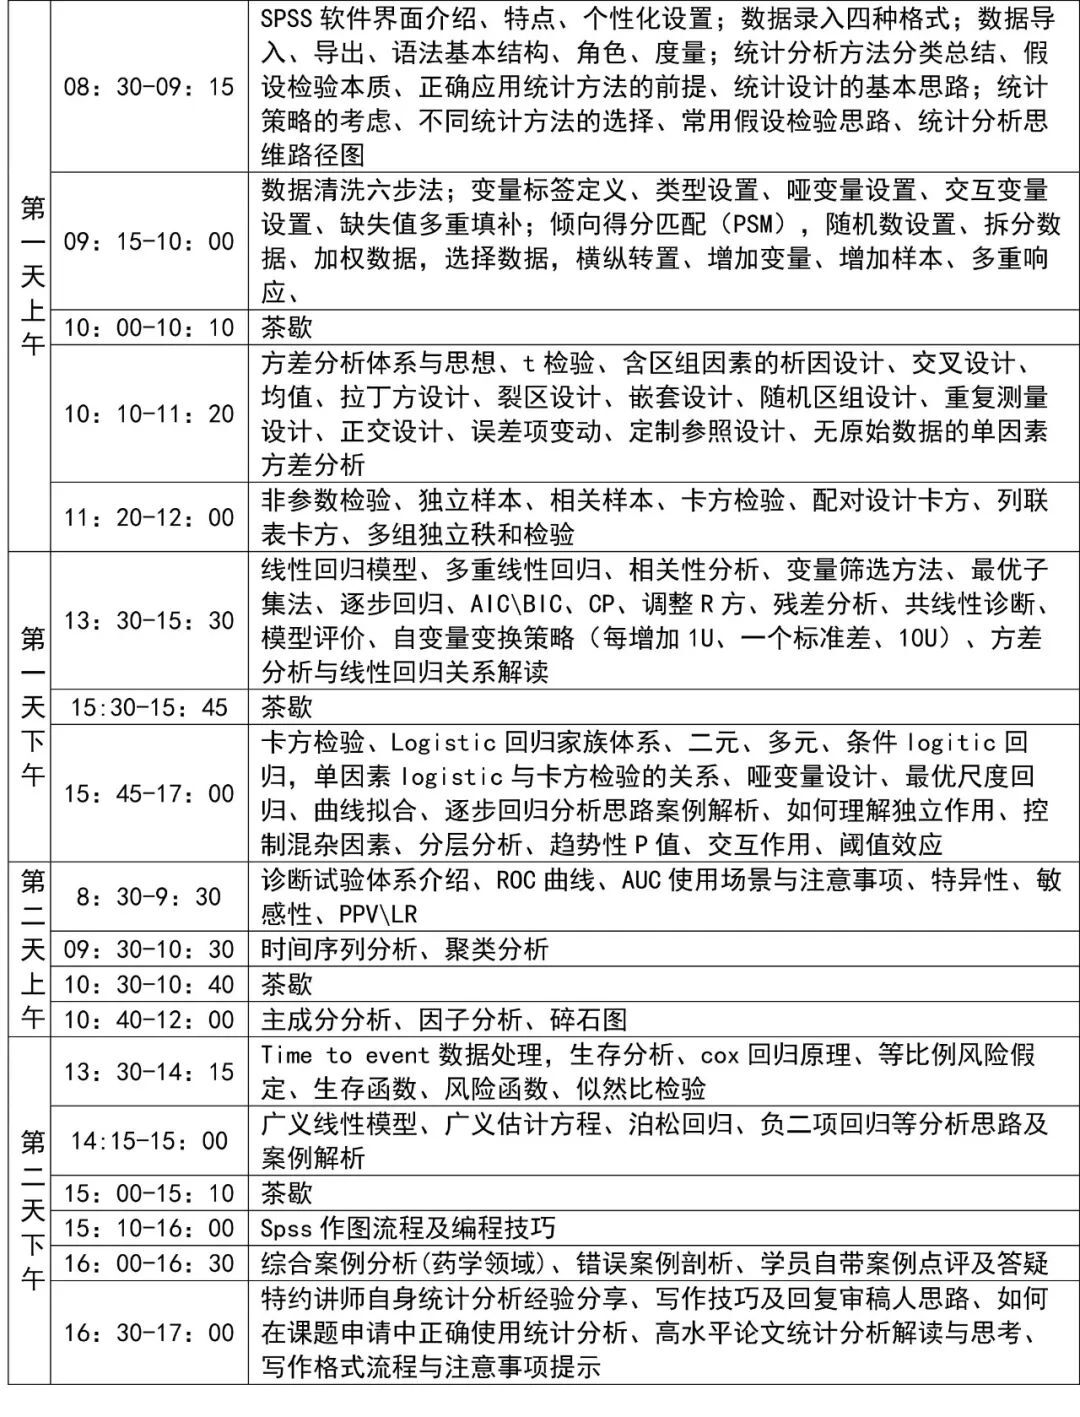 第一天上午
08：30-09：15
SPSS 软件界面介绍、特点、个性化设置；数据录入四种格式；数据导
入、导出、语法基本结构、角色、度量；统计分析方法分类总结、假
设检验本质、正确应用统计方法的前提、统计设计的基本思路；统计
策略的考虑、不同统计方法的选择、常用假设检验思路、统计分析思
维路径图
09：15-10：00
数据清洗六步法；变量标签定义、类型设置、哑变量设置、交互变量
设置、缺失值多重填补；倾向得分匹配（PSM），随机数设置、拆分数
据、加权数据，选择数据，横纵转置、增加变量、增加样本、多重响
应、
10：00-10：10
茶歇
10：10-11：20
方差分析体系与思想、t 检验、含区组因素的析因设计、交叉设计、
均值、拉丁方设计、裂区设计、嵌套设计、随机区组设计、重复测量
设计、正交设计、误差项变动、定制参照设计、无原始数据的单因素
方差分析
11：20-12：00
非参数检验、独立样本、相关样本、卡方检验、配对设计卡方、列联
表卡方、多组独立秩和检验
第一天下午
13：30-15：30
线性回归模型、多重线性回归、相关性分析、变量筛选方法、最优子
集法、逐步回归、AIC\BIC、CP、调整 R 方、残差分析、共线性诊断、
模型评价、自变量变换策略（每增加 1U、一个标准差、10U）、方差
分析与线性回归关系解读
15:30-15：45
茶歇
15：45-17：00
卡方检验、Logistic 回归家族体系、二元、多元、条件 logitic 回
归，单因素 logistic 与卡方检验的关系、哑变量设计、最优尺度回
归、曲线拟合、逐步回归分析思路案例解析、如何理解独立作用、控
制混杂因素、分层分析、趋势性 P 值、交互作用、阈值效应
第二天上午
8：30-9：30
诊断试验体系介绍、ROC 曲线、AUC 使用场景与注意事项、特异性、敏
感性、PPV\LR
09：30-10：30
时间序列分析、聚类分析
10：30-10：40
茶歇
10：40-12：00
主成分分析、因子分析、碎石图
第二天下午
13：30-14：15
Time to event 数据处理，生存分析、cox 回归原理、等比例风险假
定、生存函数、风险函数、似然比检验
14:15-15：00
广义线性模型、广义估计方程、泊松回归、负二项回归等分析思路及
案例解析
15：00-15：10
茶歇
15：10-16：00
Spss 作图流程及编程技巧
16：00-16：30
综合案例分析(药学领域)、错误案例剖析、学员自带案例点评及答疑
16：30-17：00
特约讲师自身统计分析经验分享、写作技巧及回复审稿人思路、如何
在课题申请中正确使用统计分析、高水平论文统计分析解读与思考、
写作格式流程与注意事项提示